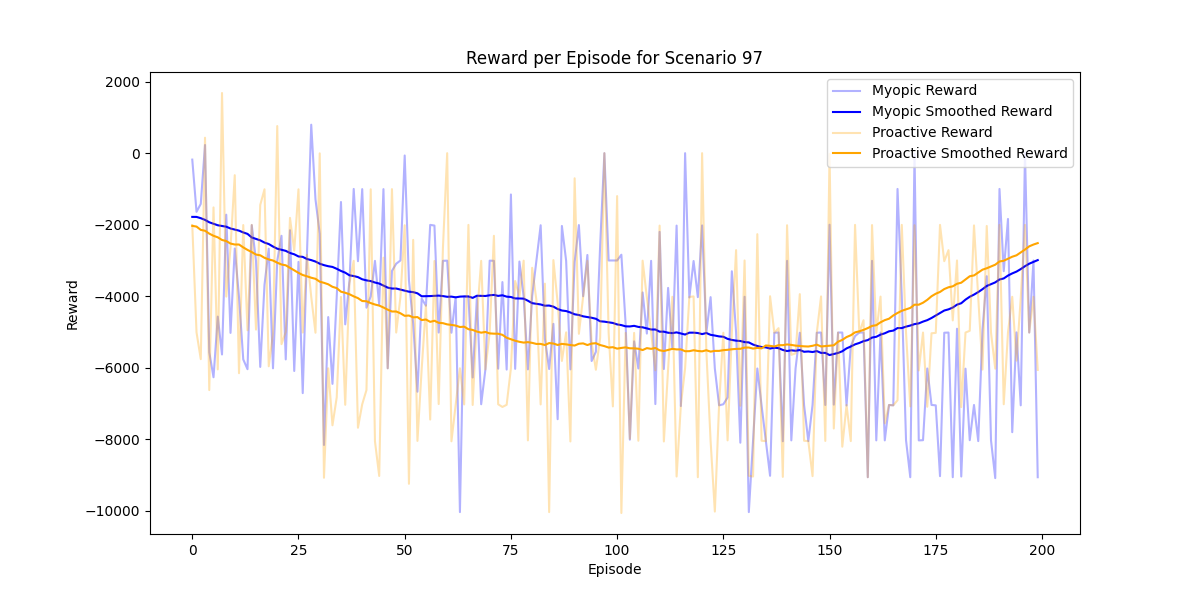 Reward per Episode for Scenario 97
Myopic Reward
Myopic Smoothed Reward
Proactive Reward
Proactive Smoothed Reward
Reward
2000
0
−2000
−4000
−6000
−8000
−10000
0 25 50 75 100 125 150 175 200
Episode